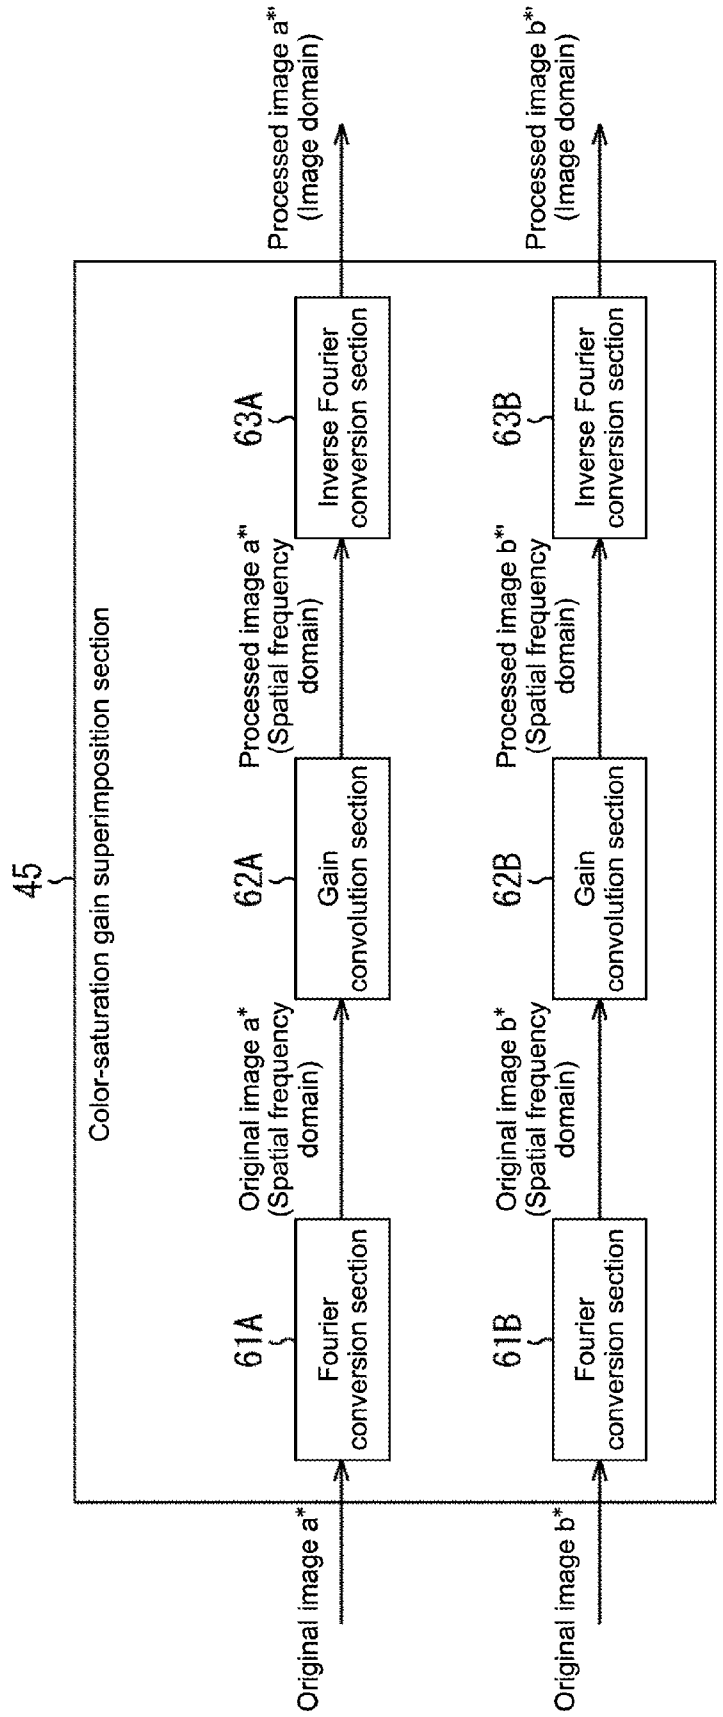 45
Color-saturation gain superimposition section
Original image a*
61A
Fourier
conversion section
Original image a*
(Spatial frequency
domain)
62A
Gain
convolution section
Processed image a*'
(Spatial frequency
domain)
63A
Inverse Fourier
conversion section
Processed image a*'
(Image domain)
Original image b*
61B
Fourier
conversion section
Original image b*
(Spatial frequency
domain)
62B
Gain
convolution section
Processed image b*'
(Spatial frequency
domain)
63B
Inverse Fourier
conversion section
Processed image b*'
(Image domain)